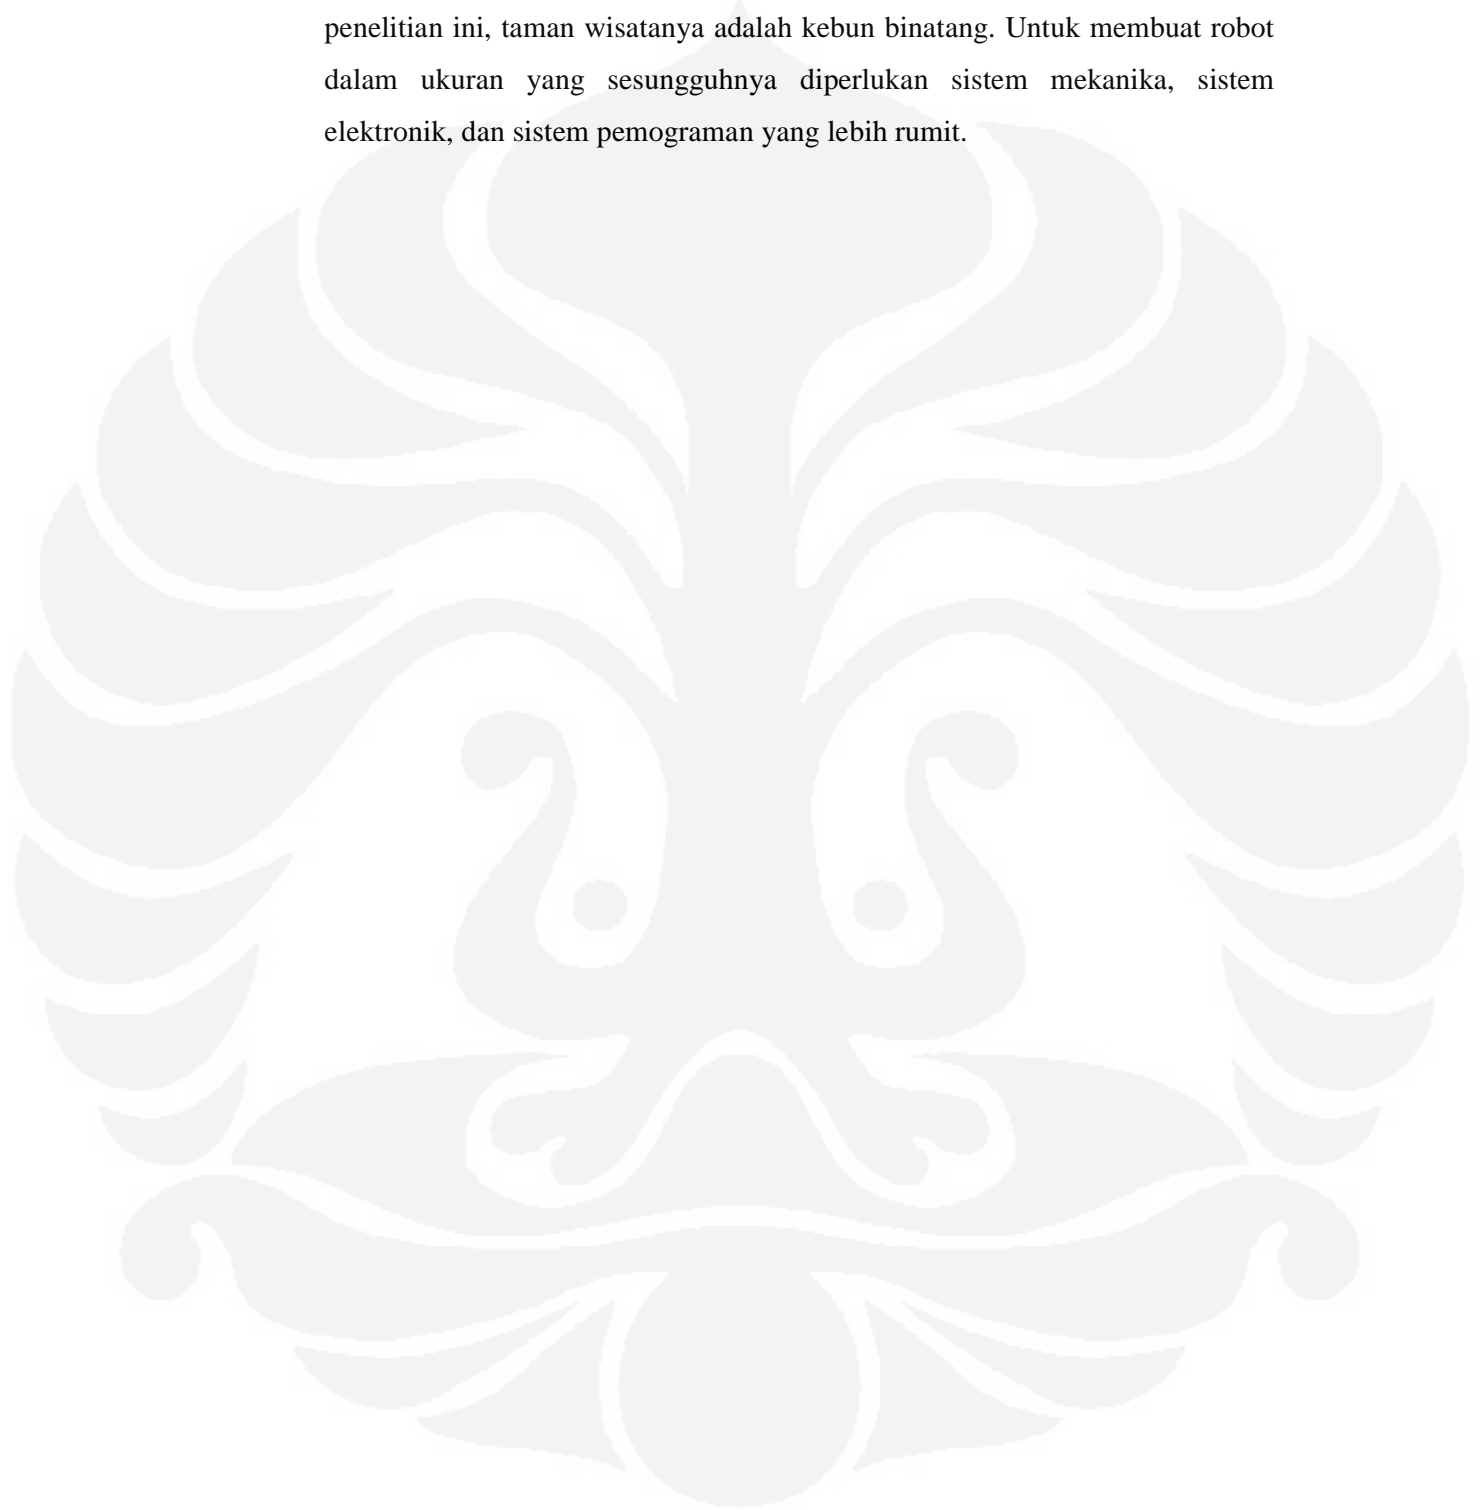 penelitian ini, taman wisatanya adalah kebun binatang. Untuk membuat robot
dalam ukuran yang sesungguhnya diperlukan sistem mekanika, sistem
elektronik, dan sistem pemograman yang lebih rumit.